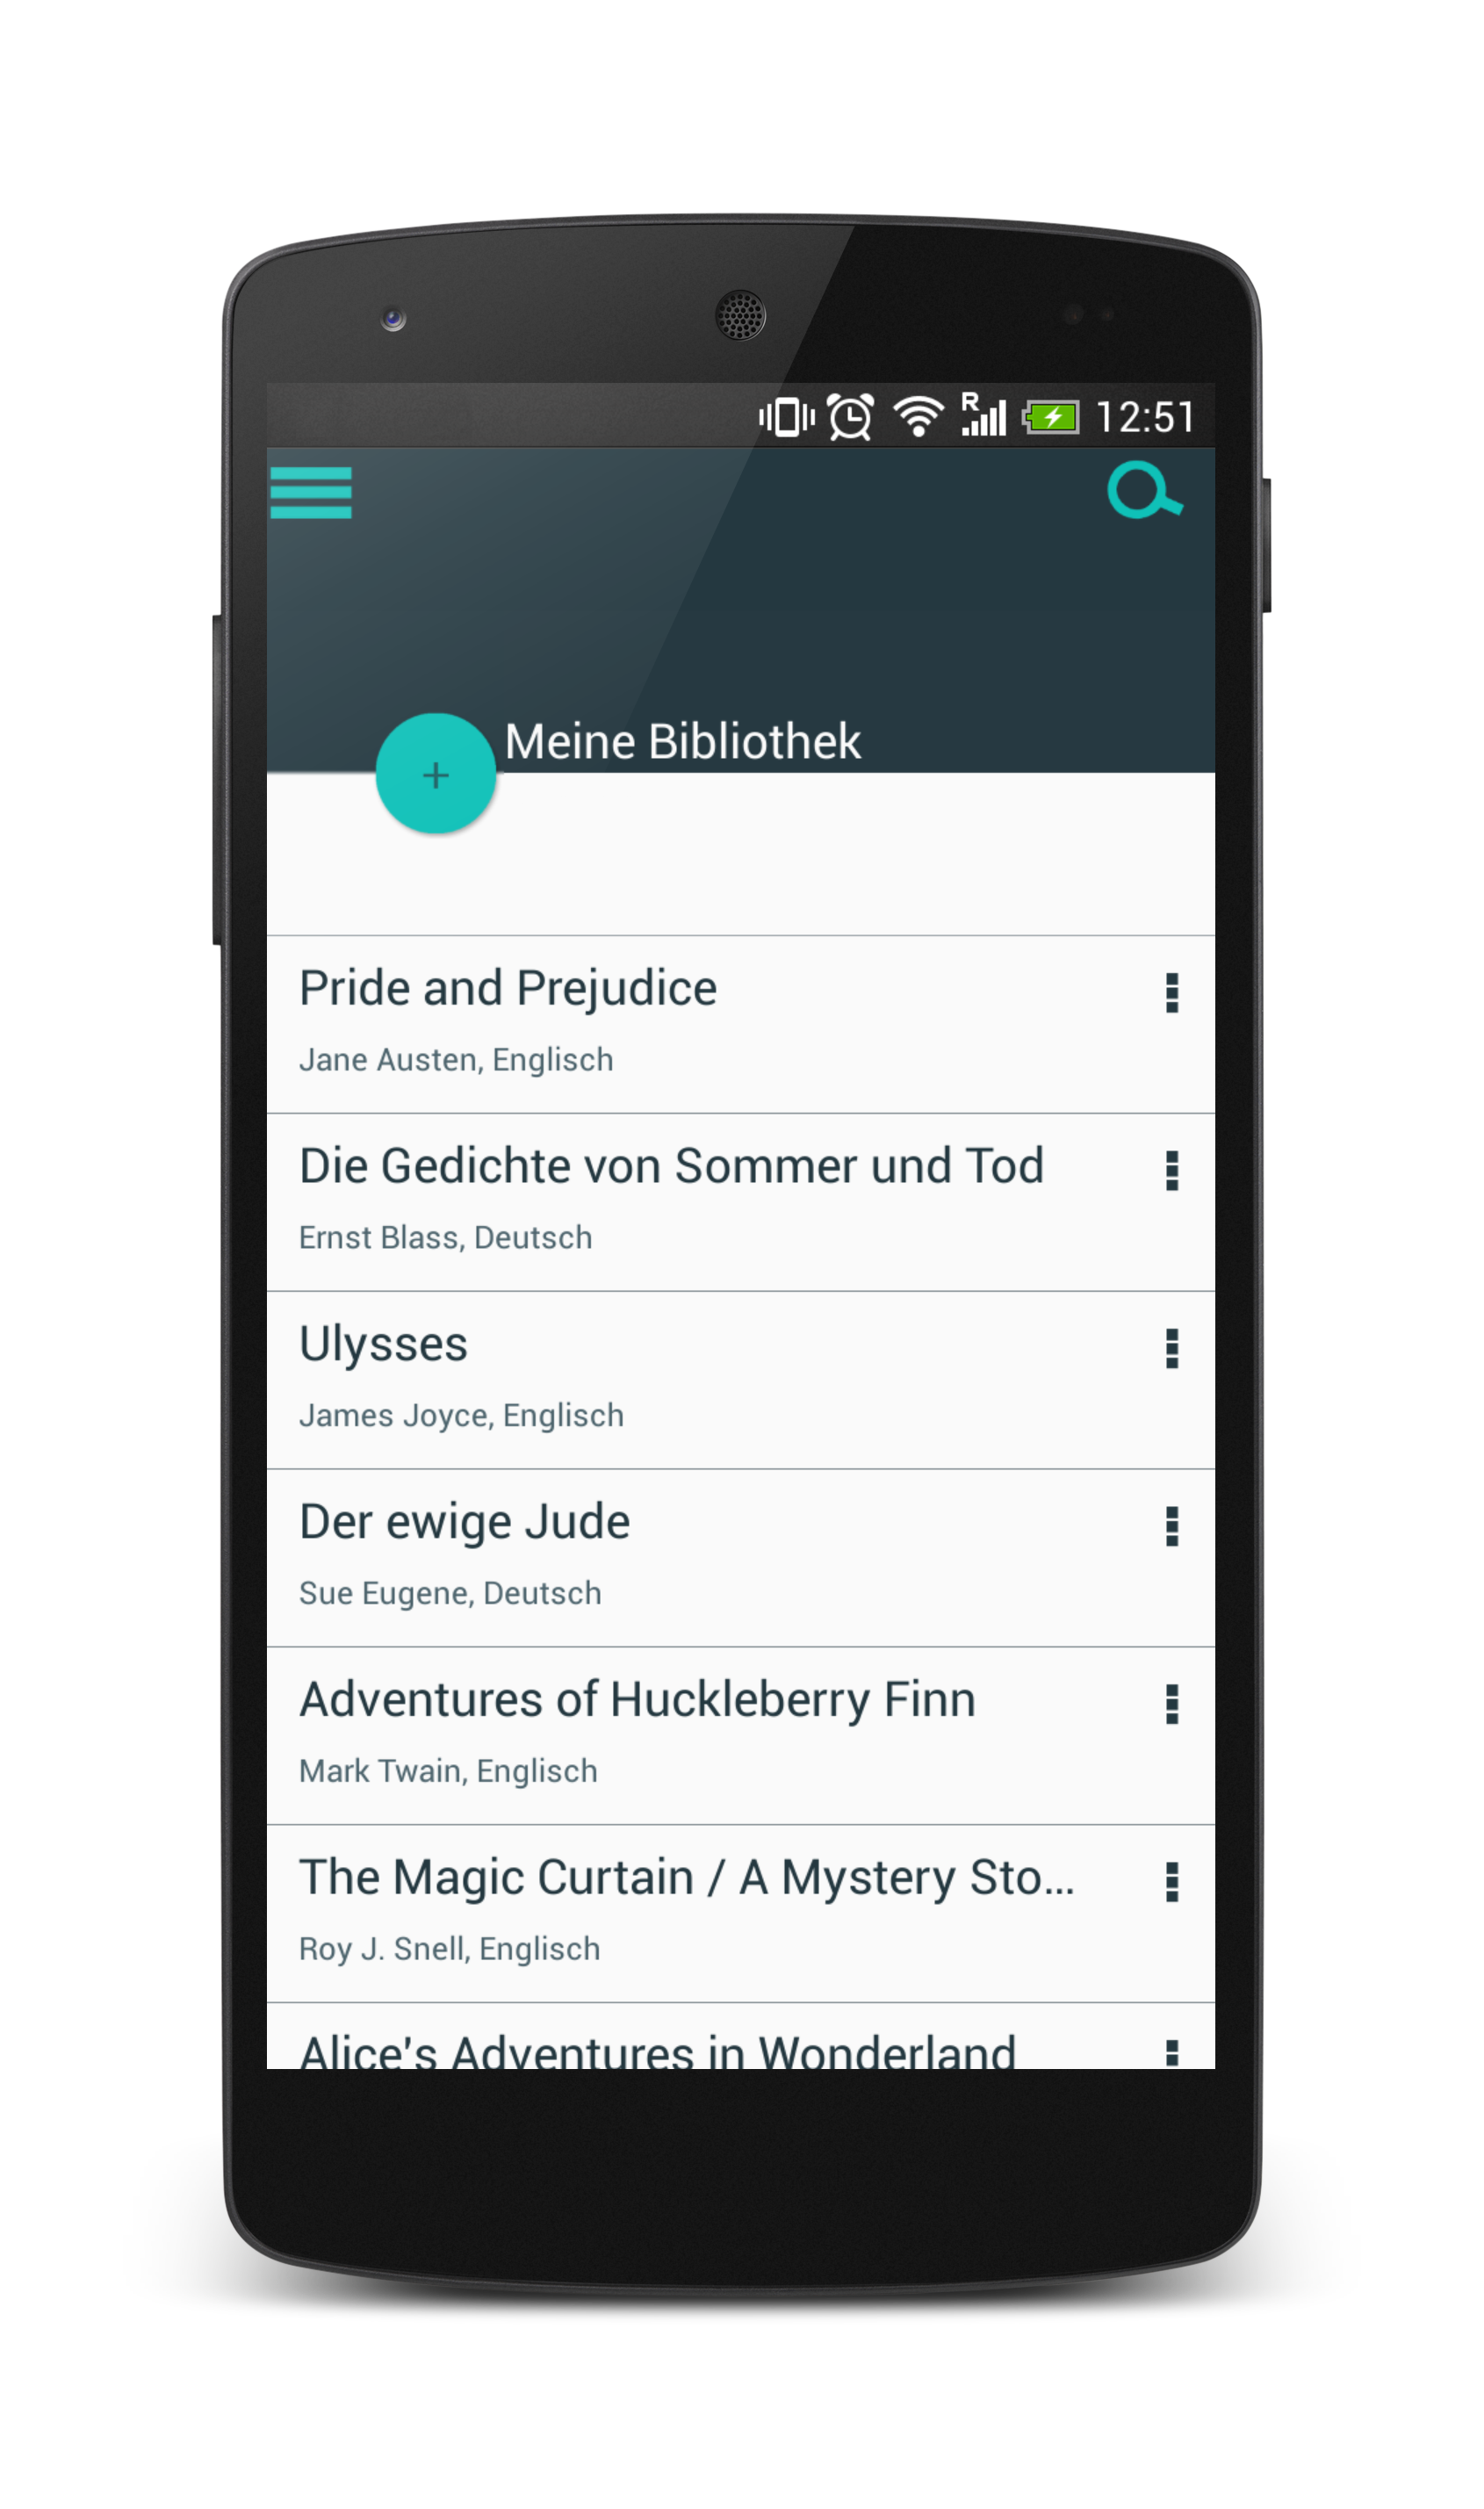 R
12:51
Meine Bibliothek
+
Pride and Prejudice
Jane Austen, Englisch
Die Gedichte von Sommer und Tod
Ernst Blass, Deutsch
Ulysses
James Joyce, Englisch
Der ewige Jude
Sue Eugene, Deutsch
Adventures of Huckleberry Finn
Mark Twain, Englisch
The Magic Curtain / A Mystery Sto...
Roy J. Snell, Englisch
Alice's Adventures in Wonderland